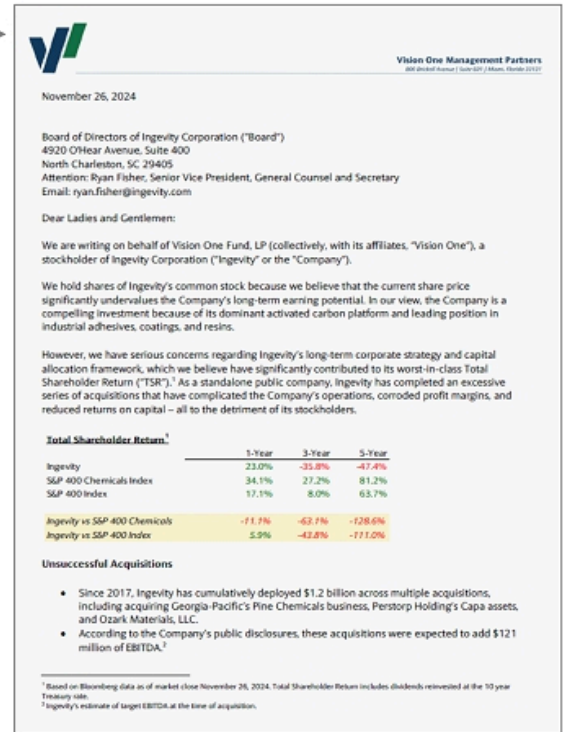 Vision One Management Partners
November 26, 2024
Board of Directors of Ingevity Corporation ("Board")
4920 O'Hear Avenue, Suite 400
North Charleston, SC 29405
Attention: Ryan Fisher, Senior Vice President, General Counsel and Secretary
Email: ryan.fisher@ingevity.com
Dear Ladies and Gentlemen:
We are writing on behalf of Vision One Fund, LP (collectively, with its affiliates, "Vision One"), a
stockholder of Ingevity Corporation ("Ingevity" or the "Company").
We hold shares of Ingevity's common stock because we believe that the current share price
significantly undervalues the Company's long-term earning potential. In our view, the Company is a
compelling investment because of its dominant activated carbon platform and leading position in
industrial adhesives, coatings, and resins.
However, we have serious concerns regarding Ingevity's long-term corporate strategy and capital
allocation framework, which we believe have significantly contributed to its worst-in-class Total
Shareholder Return ("TSR").¹ As a standalone public company, Ingevity has completed an excessive
series of acquisitions that have complicated the Company's operations, corroded profit margins, and
reduced returns on capital – all to the detriment of its stockholders.
Total Shareholder Return¹
1-Year 3-Year 5-Year
Ingevity 23.0% -35.8% -47.4%
S&P 400 Chemicals Index 34.1% 27.2% 81.2%
S&P 400 Index 17.1% 8.0% 63.7%
Ingevity vs S&P 400 Chemicals -11.1% -63.1% -128.6%
Ingevity vs S&P 400 Index 5.9% -43.8% -111.0%
Unsuccessful Acquisitions
• Since 2017, Ingevity has cumulatively deployed $1.2 billion across multiple acquisitions,
including acquiring Georgia-Pacific's Pine Chemicals business, Perstorp Holding's Capa assets,
and Ozark Materials, LLC.
• According to the Company's public disclosures, these acquisitions were expected to add $121
million of EBITDA.²
¹ Based on Bloomberg data as of market close November 26, 2024. Total Shareholder Return includes dividends reinvested at the 10 year
Treasury rate.
² Ingevity's estimate of target EBITDA at the time of acquisition.